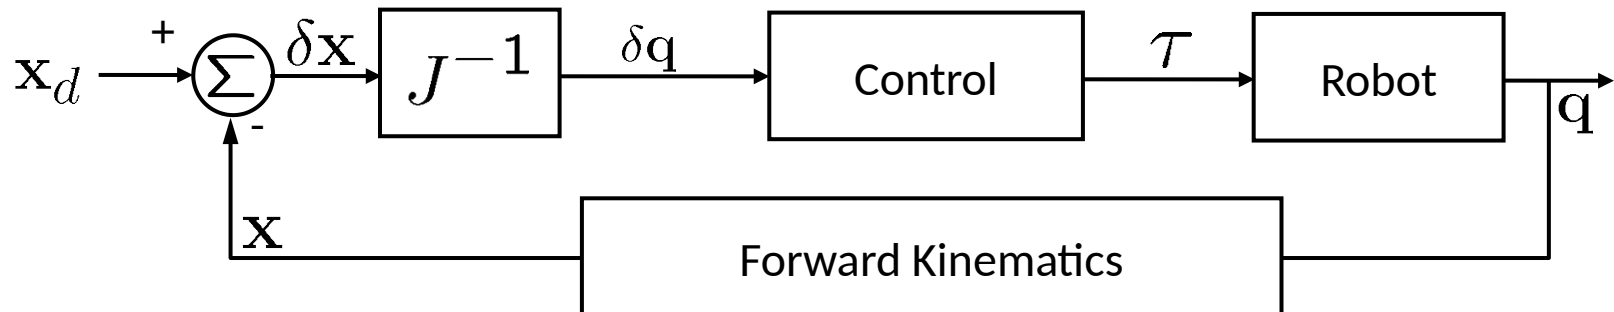 +
x_d
Σ
δx
J^{-1}
δq
Control
τ
Robot
q
-
x
Forward Kinematics